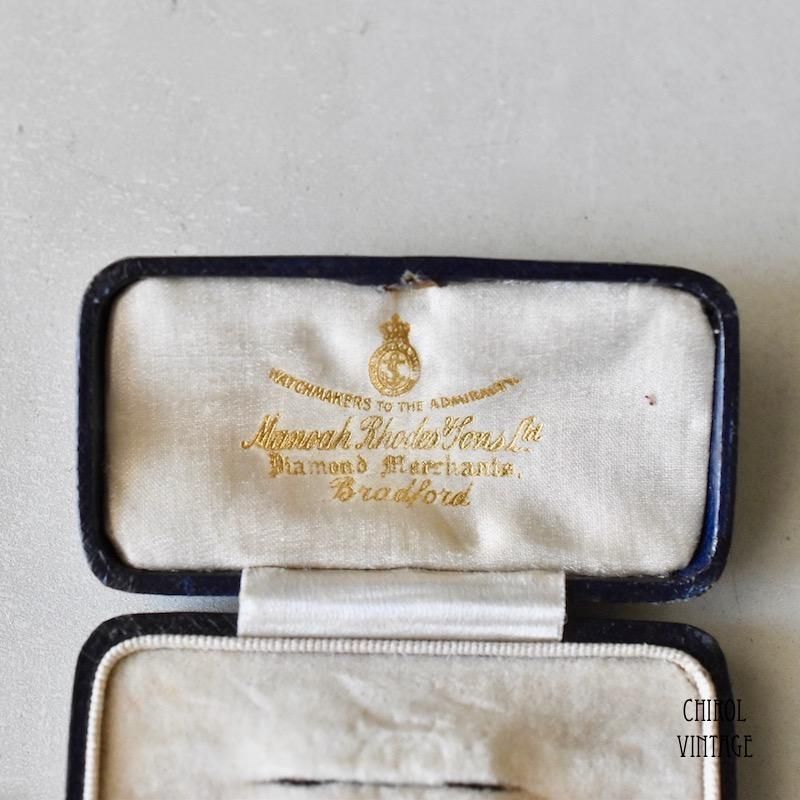 WATCHMAKERS TO THE ADMIRALTY.
Manoah Rhodes & Sons Ltd
Diamond Merchants,
Bradford
CHIROL
VINTAGE